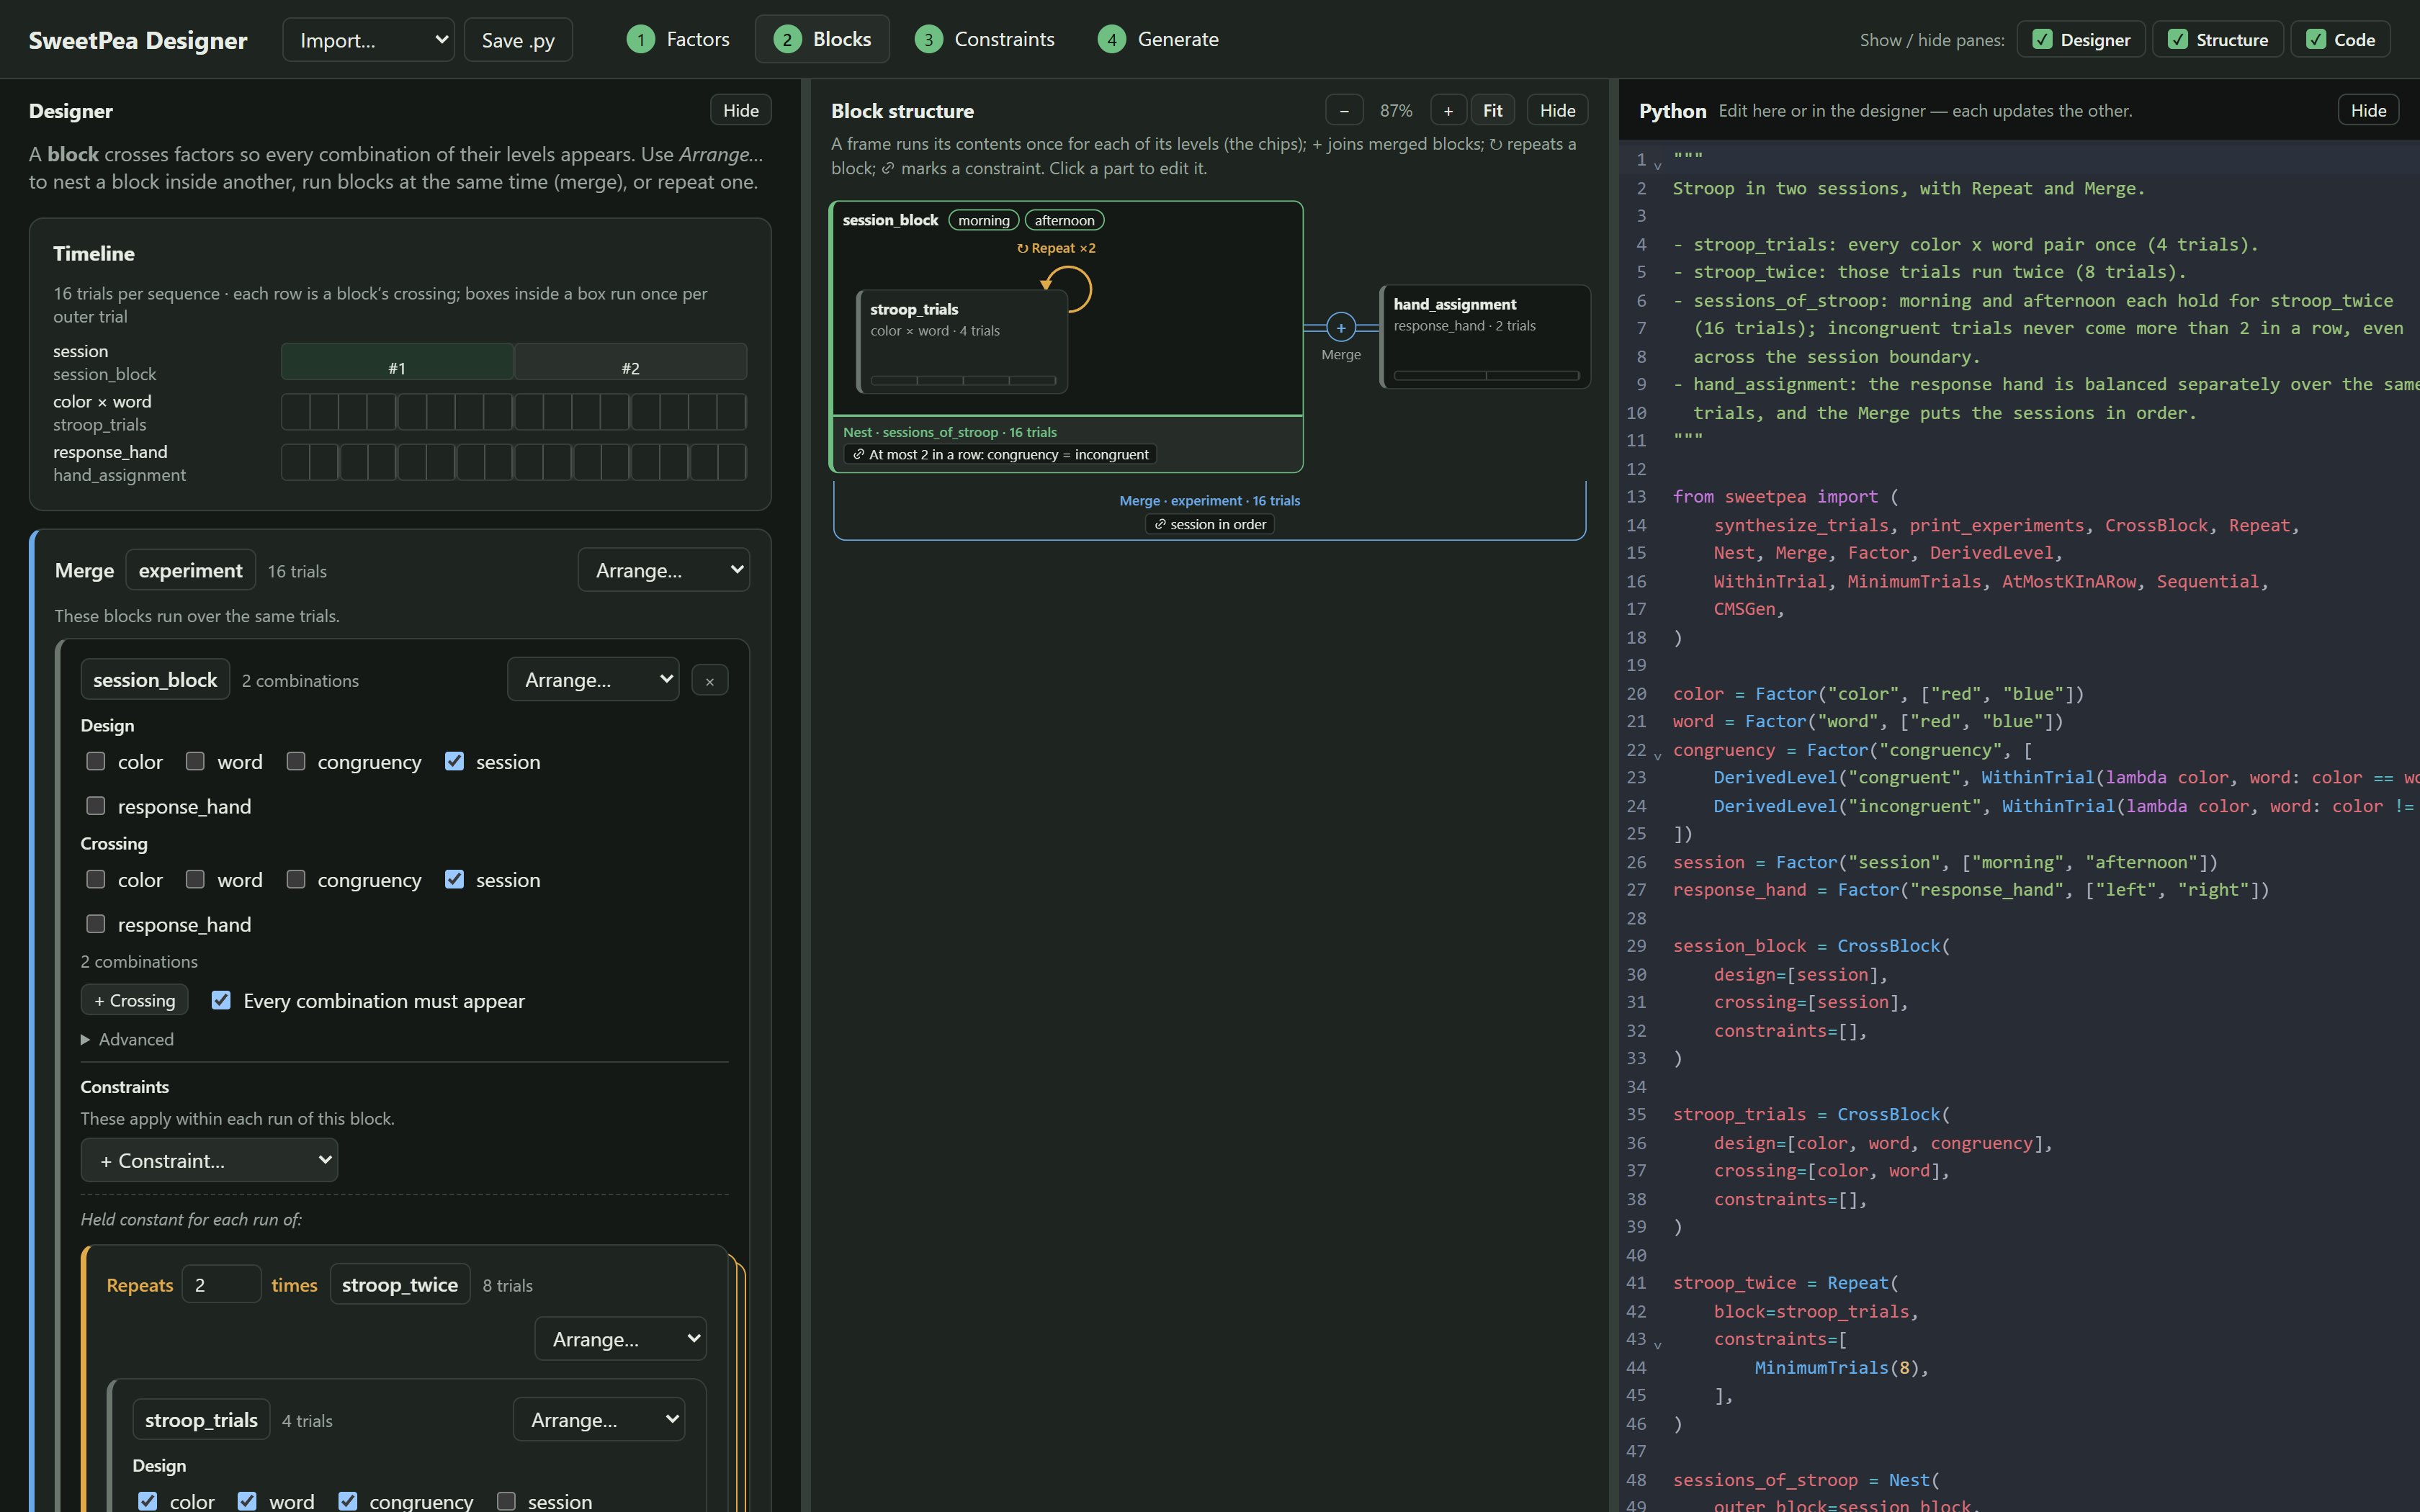 SweetPea Designer
Import...
Save .py
1 Factors
2 Blocks
3 Constraints
4 Generate
Show / hide panes:
Designer
Structure
Code
Designer
Hide
A block crosses factors so every combination of their levels appears. Use Arrange...
to nest a block inside another, run blocks at the same time (merge), or repeat one.
Timeline
16 trials per sequence · each row is a block's crossing; boxes inside a box run once per
outer trial
session
session_block
#1
#2
color × word
stroop_trials
response_hand
hand_assignment
Merge experiment 16 trials
Arrange...
These blocks run over the same trials.
session_block 2 combinations
Arrange...
×
Design
color word congruency session
response_hand
Crossing
color word congruency session
response_hand
2 combinations
+ Crossing
Every combination must appear
▶ Advanced
Constraints
These apply within each run of this block.
+ Constraint...
Held constant for each run of:
Repeats 2 times stroop_twice 8 trials
Arrange...
stroop_trials 4 trials
Arrange...
Design
color word congruency session
Block structure
− 87% + Fit Hide
A frame runs its contents once for each of its levels (the chips); + joins merged blocks; ↻ repeats a
block; 🔗 marks a constraint. Click a part to edit it.
session_block morning afternoon
↻ Repeat ×2
stroop_trials
color × word · 4 trials
+
Merge
hand_assignment
response_hand · 2 trials
Nest · sessions_of_stroop · 16 trials
🔗 At most 2 in a row: congruency = incongruent
Merge · experiment · 16 trials
🔗 session in order
Python Edit here or in the designer — each updates the other.
Hide
1 """
2 Stroop in two sessions, with Repeat and Merge.
3
4 - stroop_trials: every color x word pair once (4 trials).
5 - stroop_twice: those trials run twice (8 trials).
6 - sessions_of_stroop: morning and afternoon each hold for stroop_twice
7 (16 trials); incongruent trials never come more than 2 in a row, even
8 across the session boundary.
9 - hand_assignment: the response hand is balanced separately over the same
10 trials, and the Merge puts the sessions in order.
11 """
12
13 from sweetpea import (
14 synthesize_trials, print_experiments, CrossBlock, Repeat,
15 Nest, Merge, Factor, DerivedLevel,
16 WithinTrial, MinimumTrials, AtMostKInARow, Sequential,
17 CMSGen,
18 )
19
20 color = Factor("color", ["red", "blue"])
21 word = Factor("word", ["red", "blue"])
22 congruency = Factor("congruency", [
23 DerivedLevel("congruent", WithinTrial(lambda color, word: color == wo
24 DerivedLevel("incongruent", WithinTrial(lambda color, word: color !=
25 ])
26 session = Factor("session", ["morning", "afternoon"])
27 response_hand = Factor("response_hand", ["left", "right"])
28
29 session_block = CrossBlock(
30 design=[session],
31 crossing=[session],
32 constraints=[],
33 )
34
35 stroop_trials = CrossBlock(
36 design=[color, word, congruency],
37 crossing=[color, word],
38 constraints=[],
39 )
40
41 stroop_twice = Repeat(
42 block=stroop_trials,
43 constraints=[
44 MinimumTrials(8),
45 ],
46 )
47
48 sessions_of_stroop = Nest(
49 outer_block=session_block,